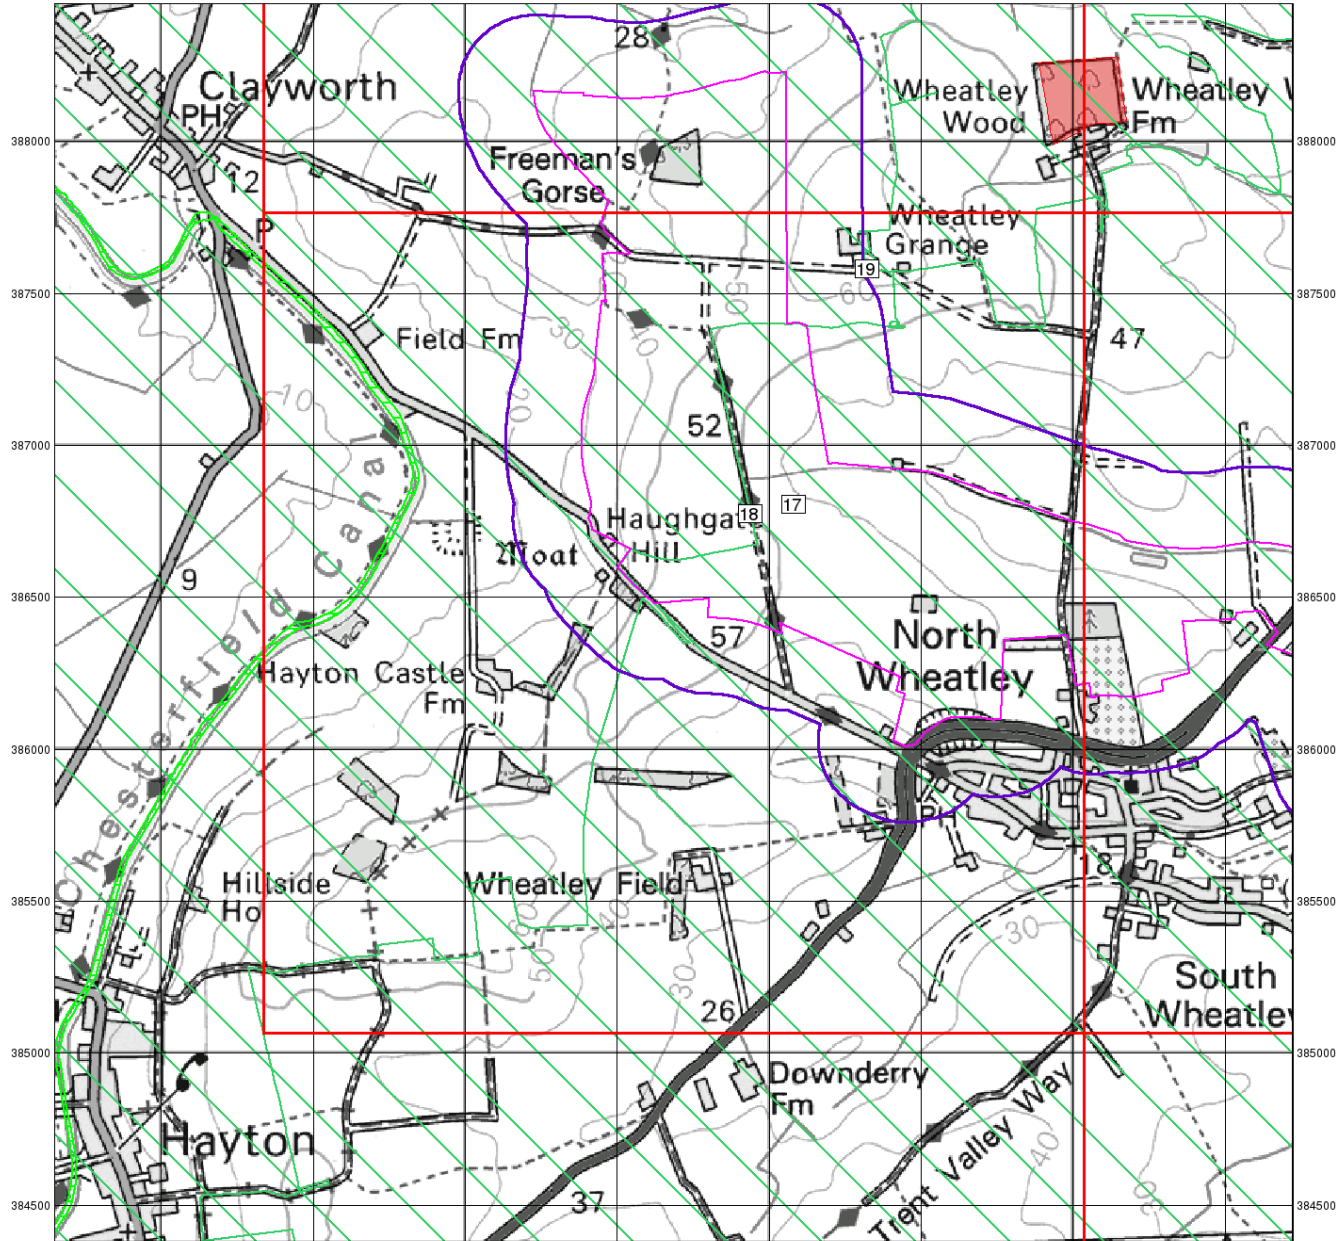 28
Clayworth
PH
Wheatley
Wood
Wheatley W
Fm
388000
Freeman's
Gorse
12
P
Wheatley
Grange
19
60
50
387500
Field Fm
30
40
47
10
20
52
387000
Haughgate
Hill
18
17
Moat
9
386500
57
North
Wheatley
Hayton Castle
Fm
Chesterfield Canal
386000
18
Hillside
Ho
Wheatley Field
385500
50
40
30
30
26
South
Wheatley
385000
Downderry
Fm
Hayton
Trent Valley Way
40
30
37
384500
388000
387500
387000
386500
386000
385500
385000
384500